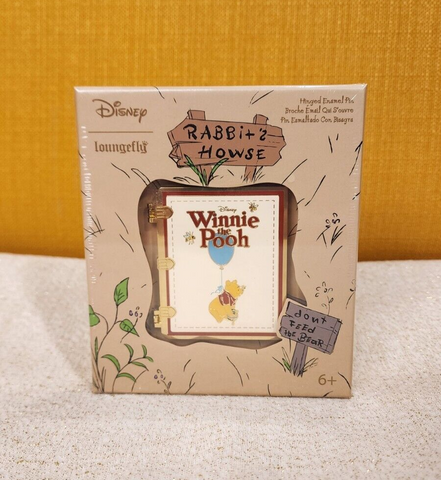 Disney
loungefly
Hinged Enamel Pin
Broche Émail Qui S'ouvre
Pin Esmaltado Con Bisagra
RABBit'S
HOWSE
Disney
Winnie
the
Pooh
dont
FEED
the BEAR
6+